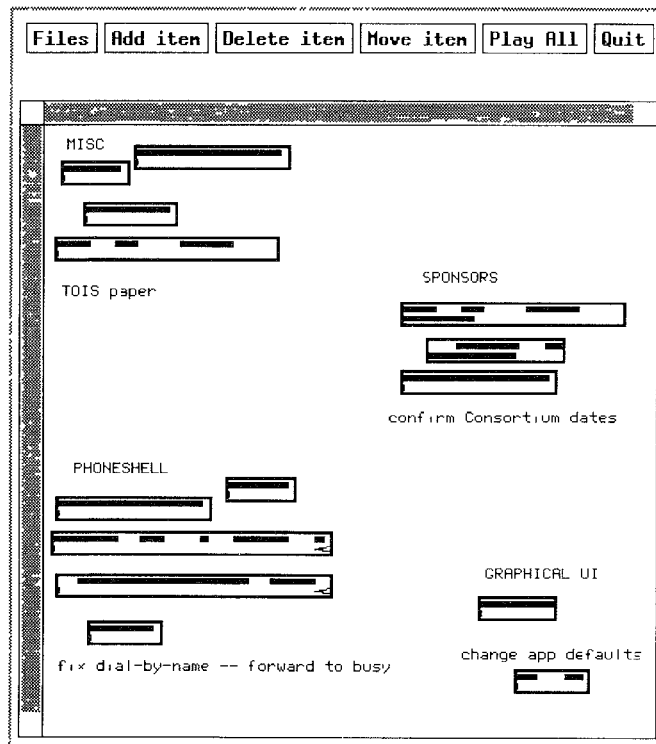 Files Add item Delete item Move item Play All Quit
MISC
TOIS paper
SPONSORS
confirm Consortium dates
PHONESHELL
fix dial-by-name -- forward to busy
GRAPHICAL UI
change app defaults